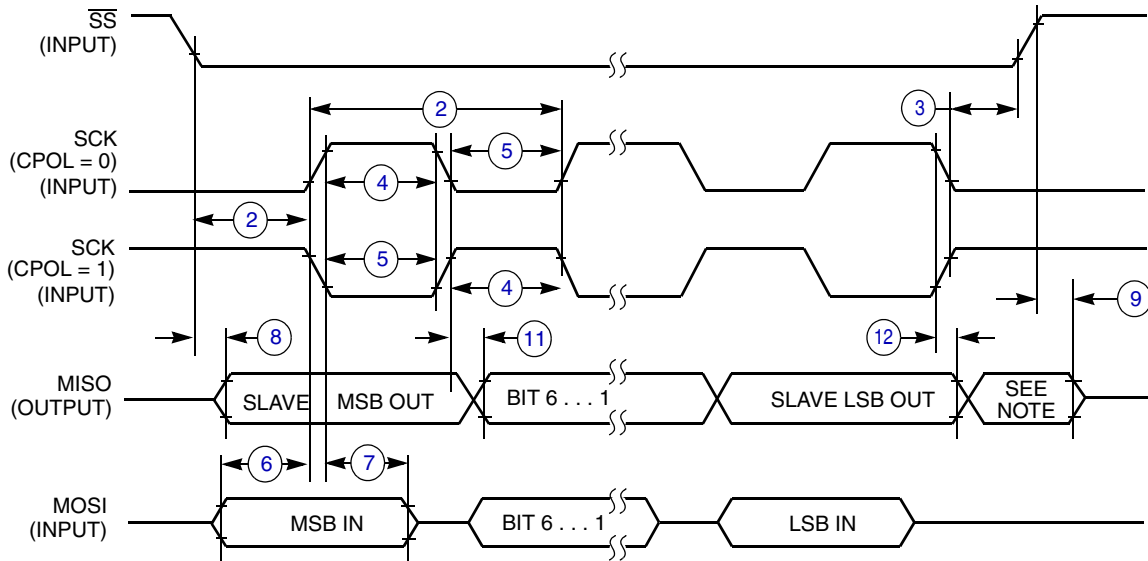 SS
(INPUT)
2
3
SCK
(CPOL = 0)
(INPUT)
5
4
2
SCK
(CPOL = 1)
(INPUT)
5
4
9
8
11
12
MISO
(OUTPUT)
SLAVE MSB OUT
BIT 6 . . . 1
SLAVE LSB OUT
SEE
NOTE
6
7
MOSI
(INPUT)
MSB IN
BIT 6 . . . 1
LSB IN